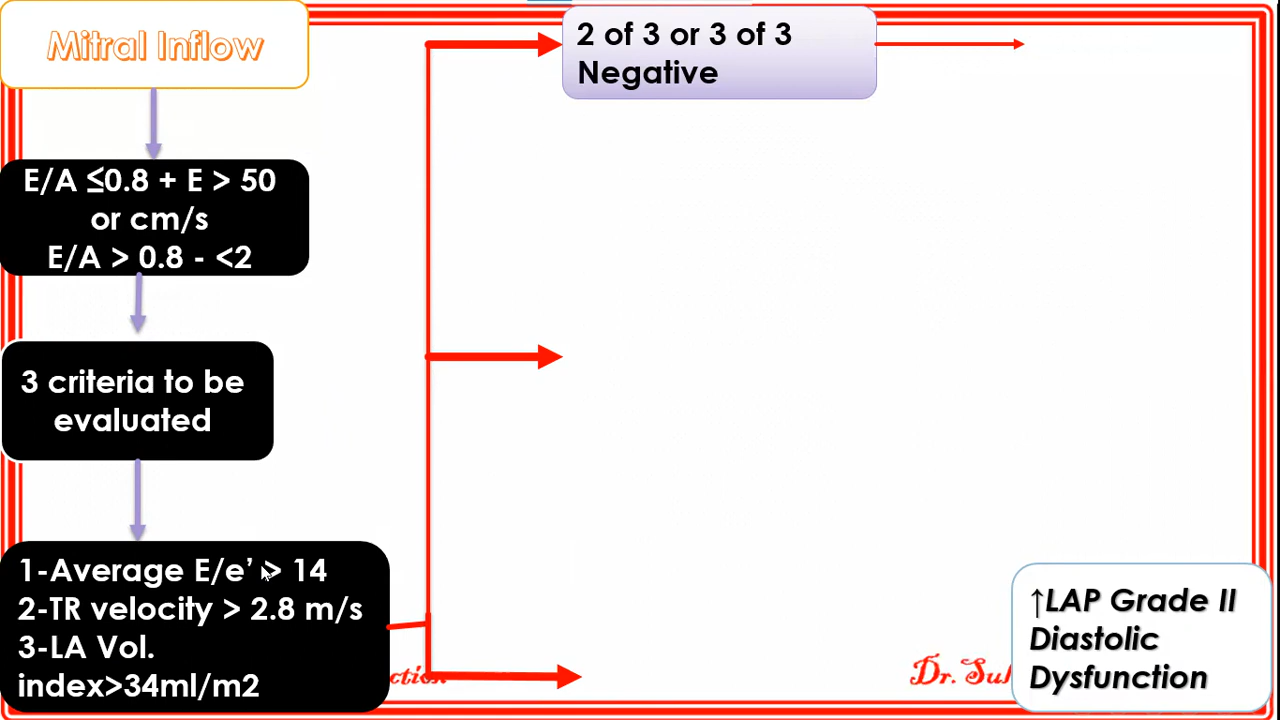 Mitral Inflow
E/A ≤0.8 + E > 50
or cm/s
E/A > 0.8 - <2
3 criteria to be
evaluated
1-Average E/e’ > 14
2-TR velocity > 2.8 m/s
3-LA Vol.
index>34ml/m2
2 of 3 or 3 of 3
Negative
↑LAP Grade II
Diastolic
Dysfunction
Dr.